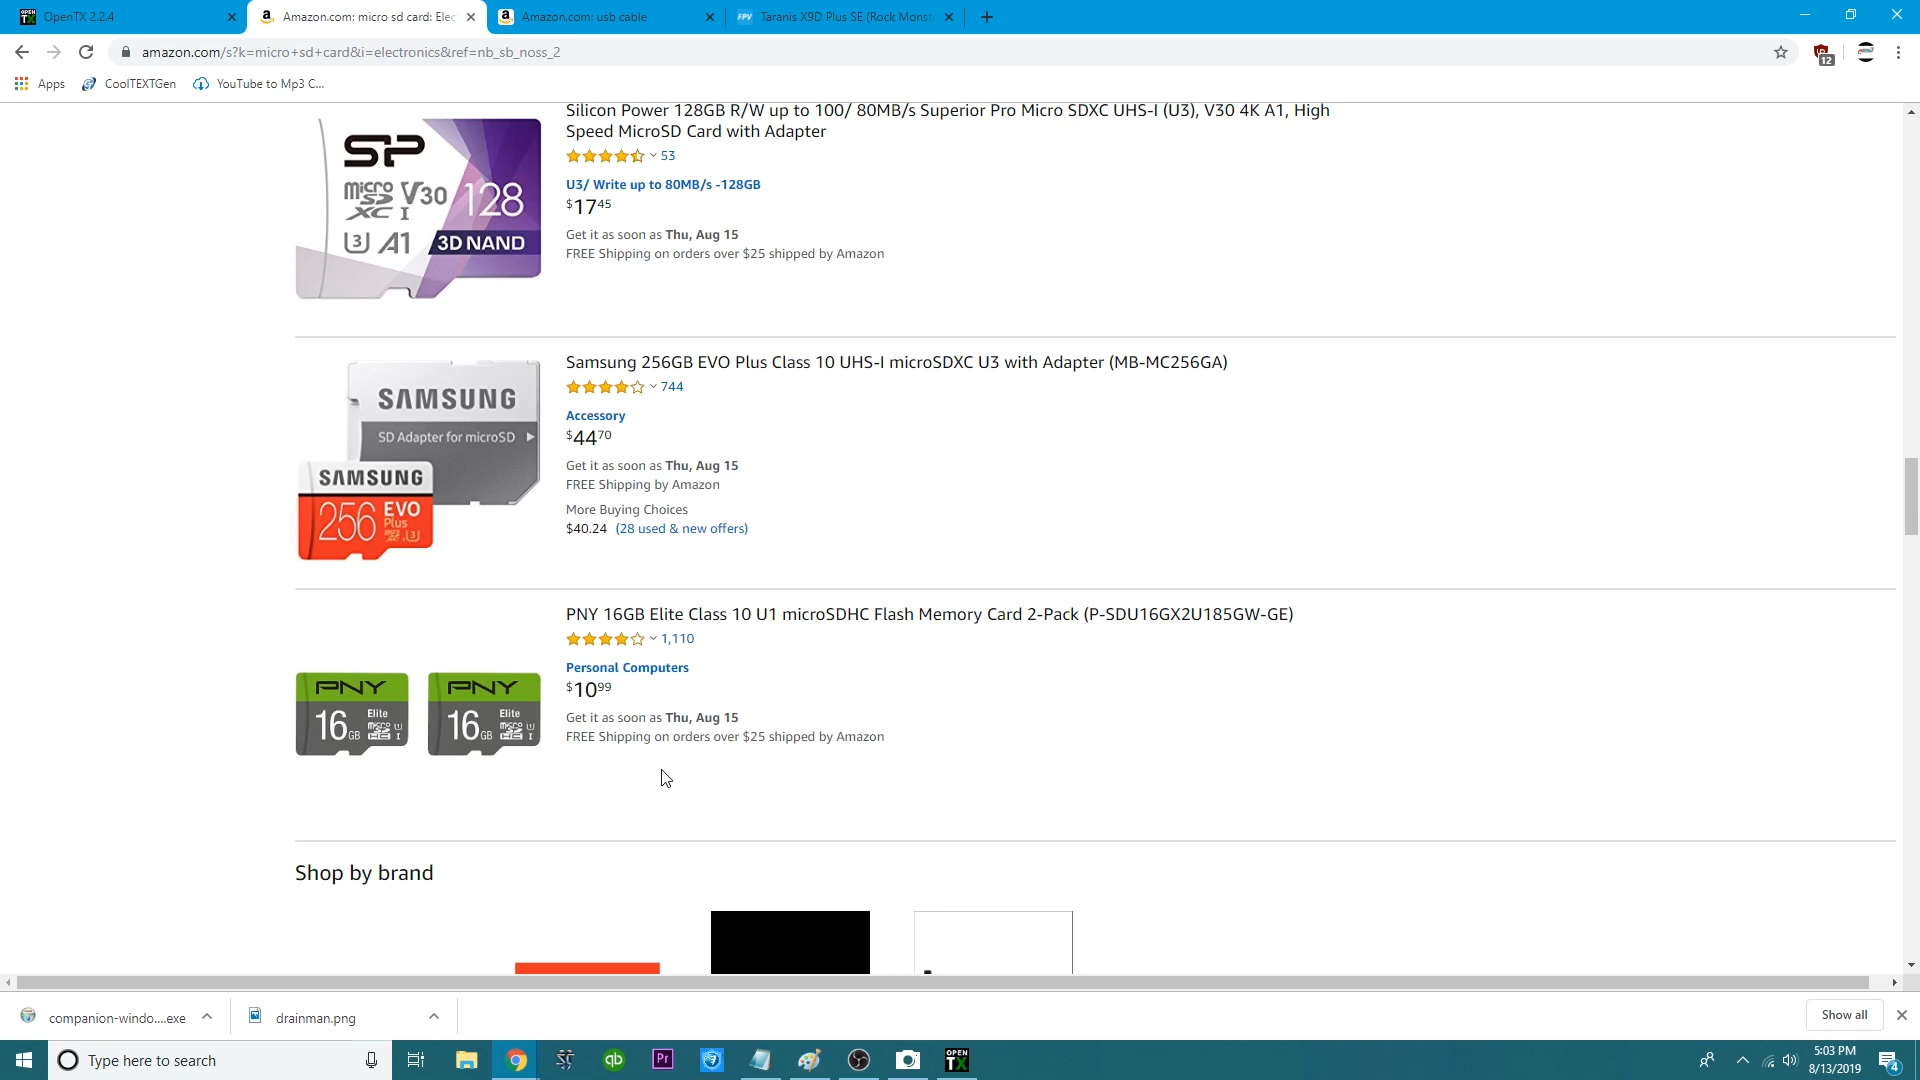 OpenTX 2.2.4
Amazon.com: micro sd card: Elec
Amazon.com: usb cable
FPV Taranis X9D Plus SE (Rock Monst
amazon.com/s?k=micro+sd+card&i=electronics&ref=nb_sb_noss_2
12
Apps
CoolTEXTGen
YouTube to Mp3 C...
Silicon Power 128GB R/W up to 100/ 80MB/s Superior Pro Micro SDXC UHS-I (U3), V30 4K A1, High
Speed MicroSD Card with Adapter
53
U3/ Write up to 80MB/s -128GB
$17 45
Get it as soon as Thu, Aug 15
FREE Shipping on orders over $25 shipped by Amazon
SP
micro SD XC I V30 128
U3 A1 3D NAND
Samsung 256GB EVO Plus Class 10 UHS-I microSDXC U3 with Adapter (MB-MC256GA)
744
Accessory
$44 70
Get it as soon as Thu, Aug 15
FREE Shipping by Amazon
More Buying Choices
$40.24 (28 used & new offers)
SAMSUNG
SD Adapter for microSD
SAMSUNG
256 EVO
Plus
PNY 16GB Elite Class 10 U1 microSDHC Flash Memory Card 2-Pack (P-SDU16GX2U185GW-GE)
1,110
Personal Computers
$10 99
Get it as soon as Thu, Aug 15
FREE Shipping on orders over $25 shipped by Amazon
PNY
16GB Elite
PNY
16GB Elite
Shop by brand
companion-windo....exe
drainman.png
Show all
Type here to search
qb
Pr
OPEN
TX
5:03 PM
8/13/2019
4